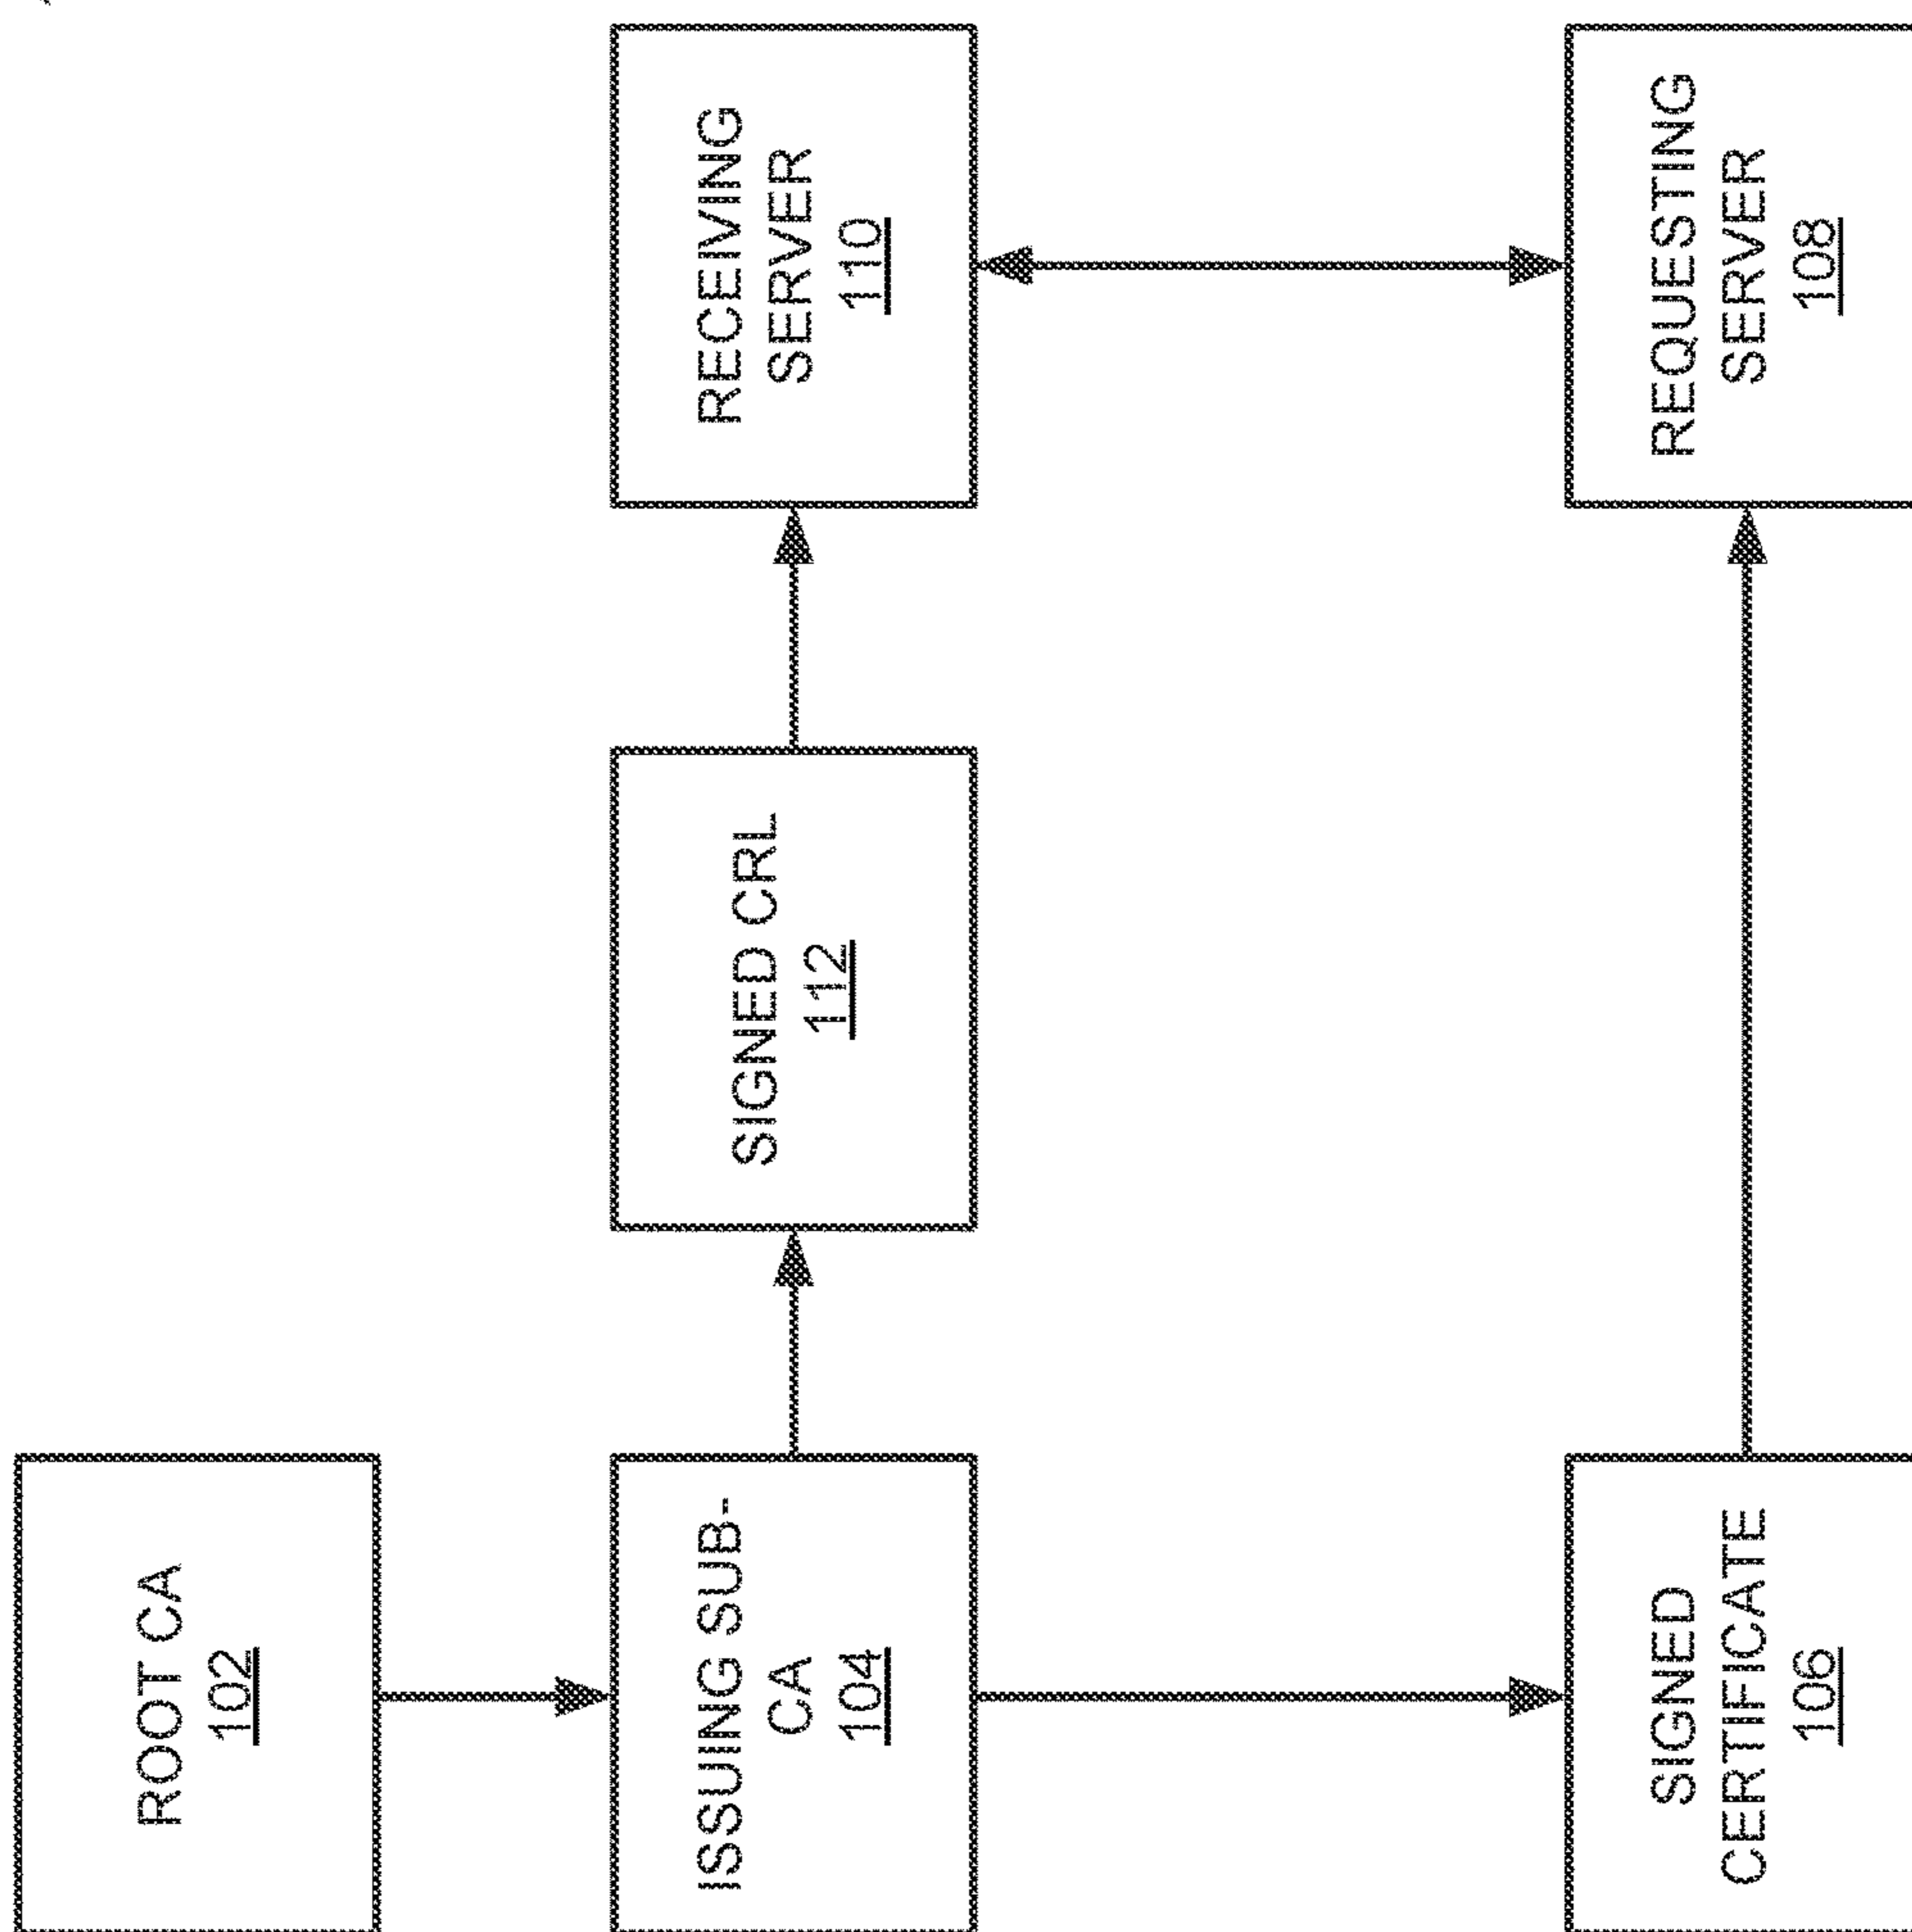 ROOT CA
102
ISSUING SUB-
CA
104
SIGNED
CERTIFICATE
106
SIGNED CRL
112
RECEIVING
SERVER
110
REQUESTING
SERVER
108